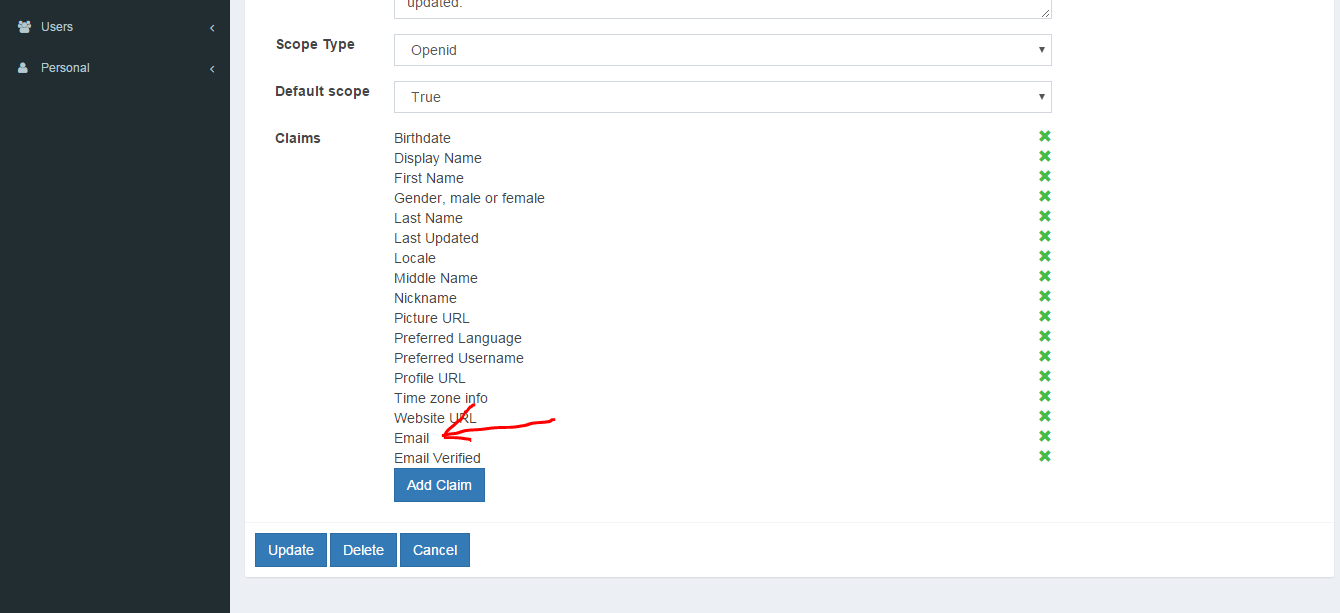 Users
Personal
updated.
Scope Type
Openid
Default scope
True
Claims
Birthdate
Display Name
First Name
Gender, male or female
Last Name
Last Updated
Locale
Middle Name
Nickname
Picture URL
Preferred Language
Preferred Username
Profile URL
Time zone info
Website URL
Email
Email Verified
Add Claim
Update Delete Cancel